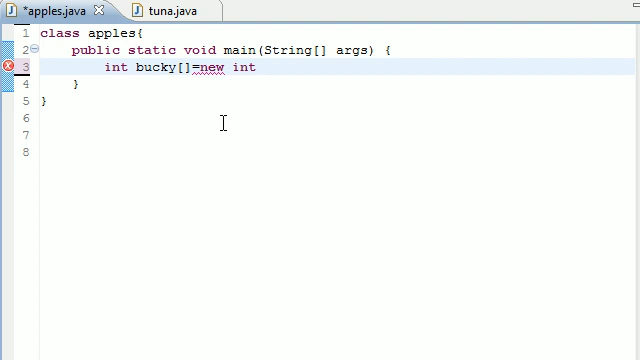 *apples.java tuna.java
1 class apples{
2 public static void main(String[] args) {
3 int bucky[]=new int
4 }
5 }
6
7
8